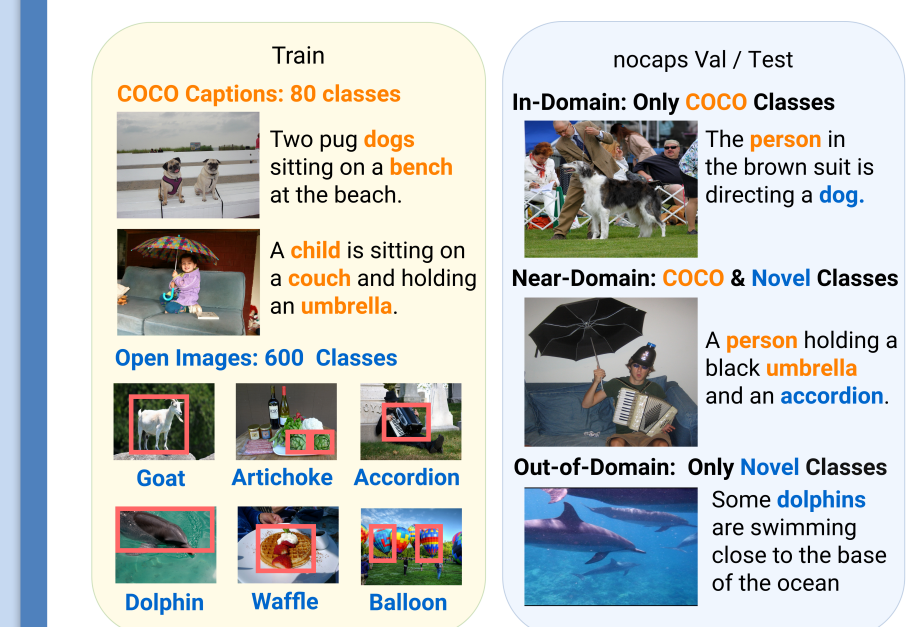 Train
COCO Captions: 80 classes
Two pug dogs
sitting on a bench
at the beach.
A child is sitting on
a couch and holding
an umbrella.
Open Images: 600 Classes
Goat
Artichoke
Accordion
Dolphin
Waffle
Balloon
nocaps Val / Test
In-Domain: Only COCO Classes
The person in
the brown suit is
directing a dog.
Near-Domain: COCO & Novel Classes
A person holding a
black umbrella
and an accordion.
Out-of-Domain: Only Novel Classes
Some dolphins
are swimming
close to the base
of the ocean